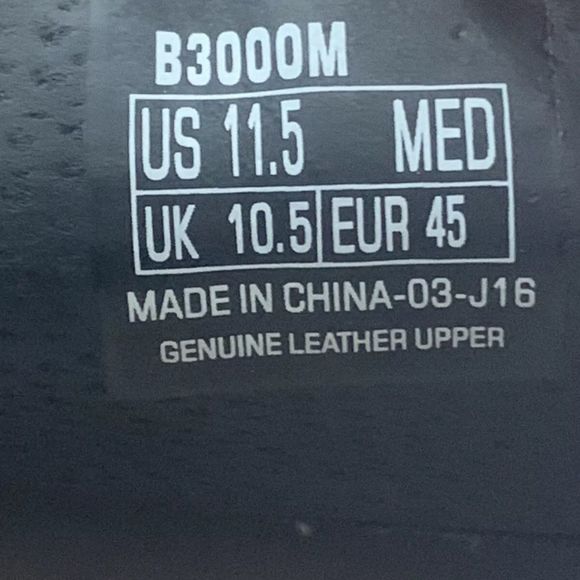 B3000M
US 11.5 MED
UK 10.5 EUR 45
MADE IN CHINA-03-J16
GENUINE LEATHER UPPER